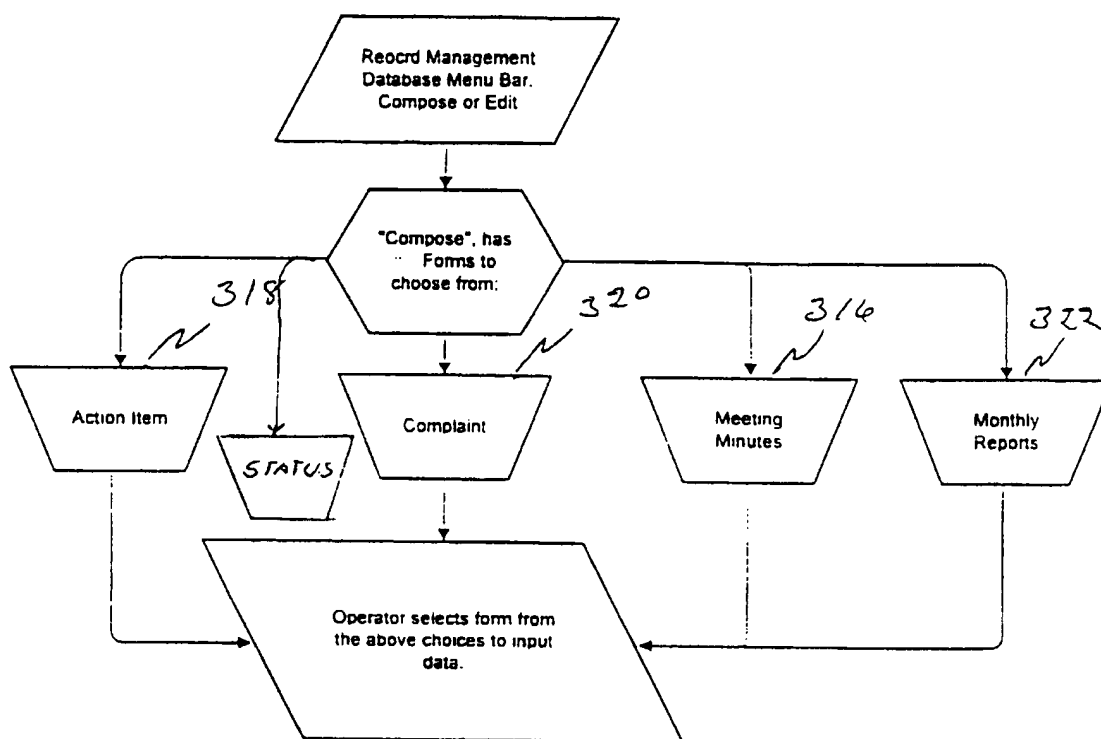 Reocrd Management
Database Menu Bar.
Compose or Edit
"Compose", has
Forms to
choose from:
318
320
316
322
Action Item
STATUS
Complaint
Meeting
Minutes
Monthly
Reports
Operator selects form from
the above choices to input
data.